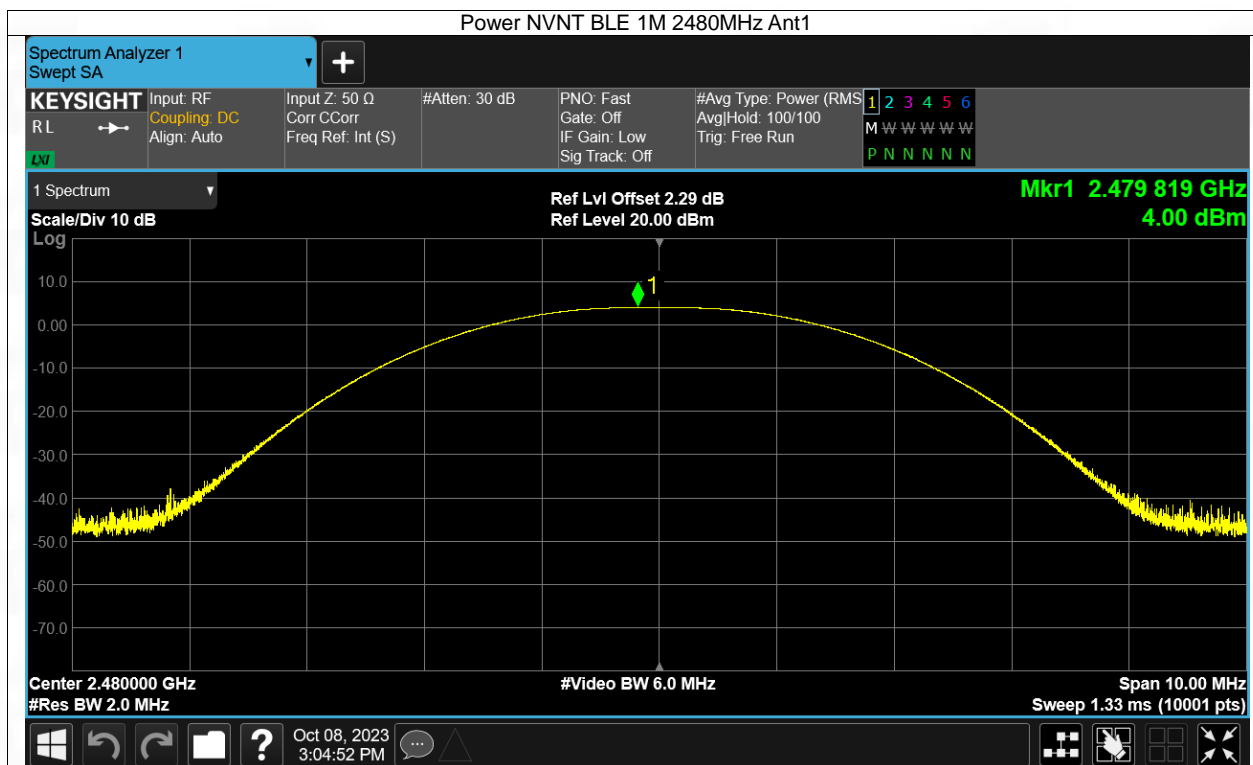 Power NVNT BLE 1M 2480MHz Ant1
Spectrum Analyzer 1
Swept SA
KEYSIGHT
R L
LXI
Input: RF
Coupling: DC
Align: Auto
Input Z: 50 Ω
Corr CCorr
Freq Ref: Int (S)
#Atten: 30 dB
PNO: Fast
Gate: Off
IF Gain: Low
Sig Track: Off
#Avg Type: Power (RMS
Avg|Hold: 100/100
Trig: Free Run
1 2 3 4 5 6
M W W W W W
P N N N N N
1 Spectrum
Scale/Div 10 dB
Log
Ref Lvl Offset 2.29 dB
Ref Level 20.00 dBm
Mkr1 2.479 819 GHz
4.00 dBm
1
10.0
0.00
-10.0
-20.0
-30.0
-40.0
-50.0
-60.0
-70.0
Center 2.480000 GHz
#Res BW 2.0 MHz
#Video BW 6.0 MHz
Span 10.00 MHz
Sweep 1.33 ms (10001 pts)
?
Oct 08, 2023
3:04:52 PM